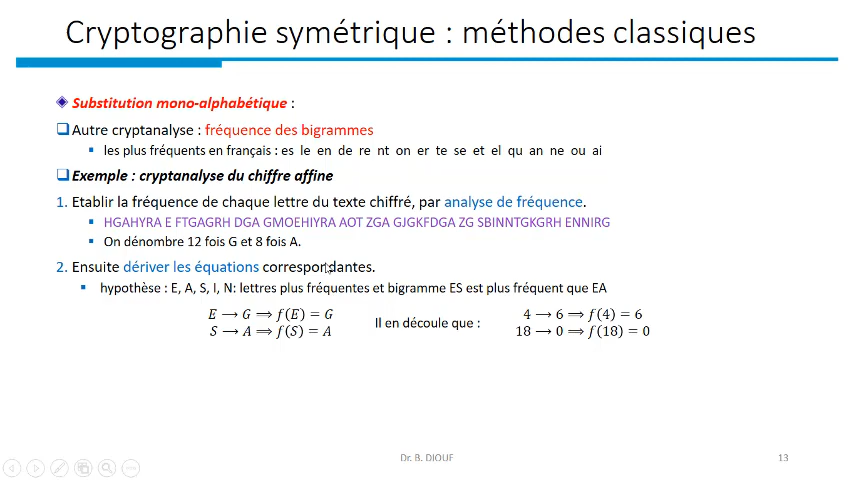 Cryptographie symétrique : méthodes classiques
Substitution mono-alphabétique :
Autre cryptanalyse : fréquence des bigrammes
les plus fréquents en français : es le en de re nt on er te se et el qu an ne ou ai
Exemple : cryptanalyse du chiffre affine
1. Etablir la fréquence de chaque lettre du texte chiffré, par analyse de fréquence.
HGAHYRA E FTGAGRH DGA GMOEHIYRA AOT ZGA GJGKFDGA ZG SBINNTGKGRH ENNIRG
On dénombre 12 fois G et 8 fois A.
2. Ensuite dériver les équations correspondantes.
hypothèse : E, A, S, I, N: lettres plus fréquentes et bigramme ES est plus fréquent que EA
E → G ⟹ f(E) = G
S → A ⟹ f(S) = A
Il en découle que :
4 → 6 ⟹ f(4) = 6
18 → 0 ⟹ f(18) = 0
Dr. B. DIOUF
13